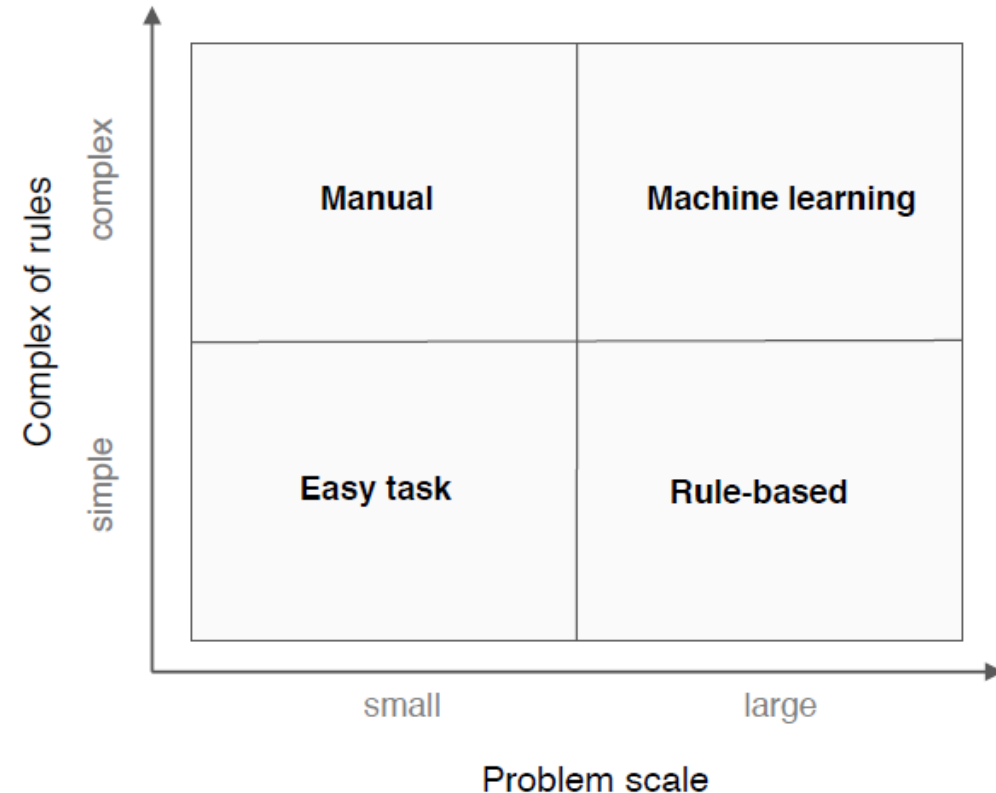 Complex of rules
complex
simple
Manual
Machine learning
Easy task
Rule-based
small
large
Problem scale